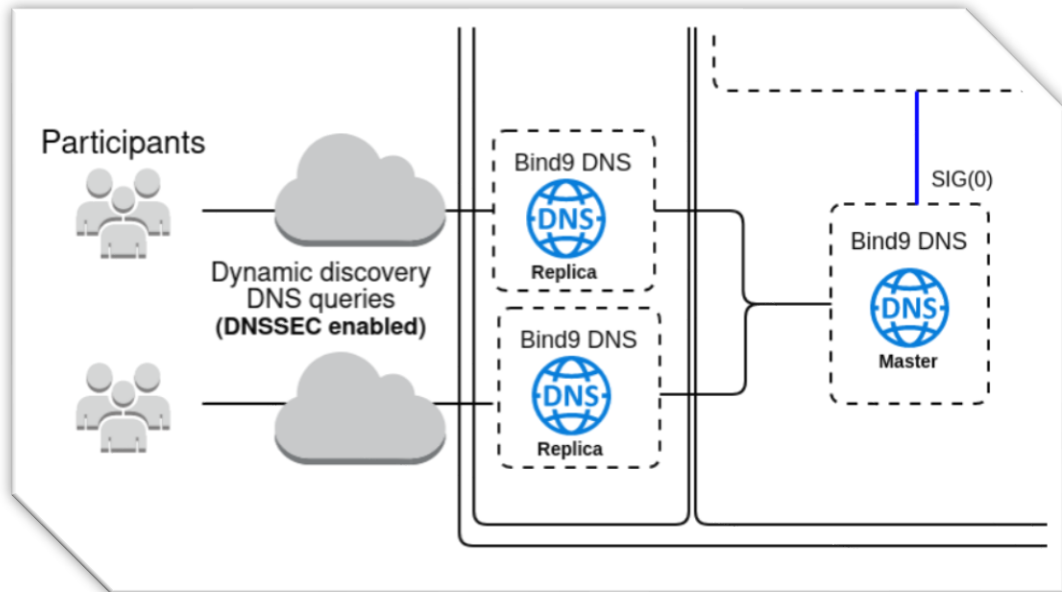 Participants
Dynamic discovery
DNS queries
(DNSSEC enabled)
Bind9 DNS
DNS
Replica
Bind9 DNS
DNS
Replica
SIG(0)
Bind9 DNS
DNS
Master